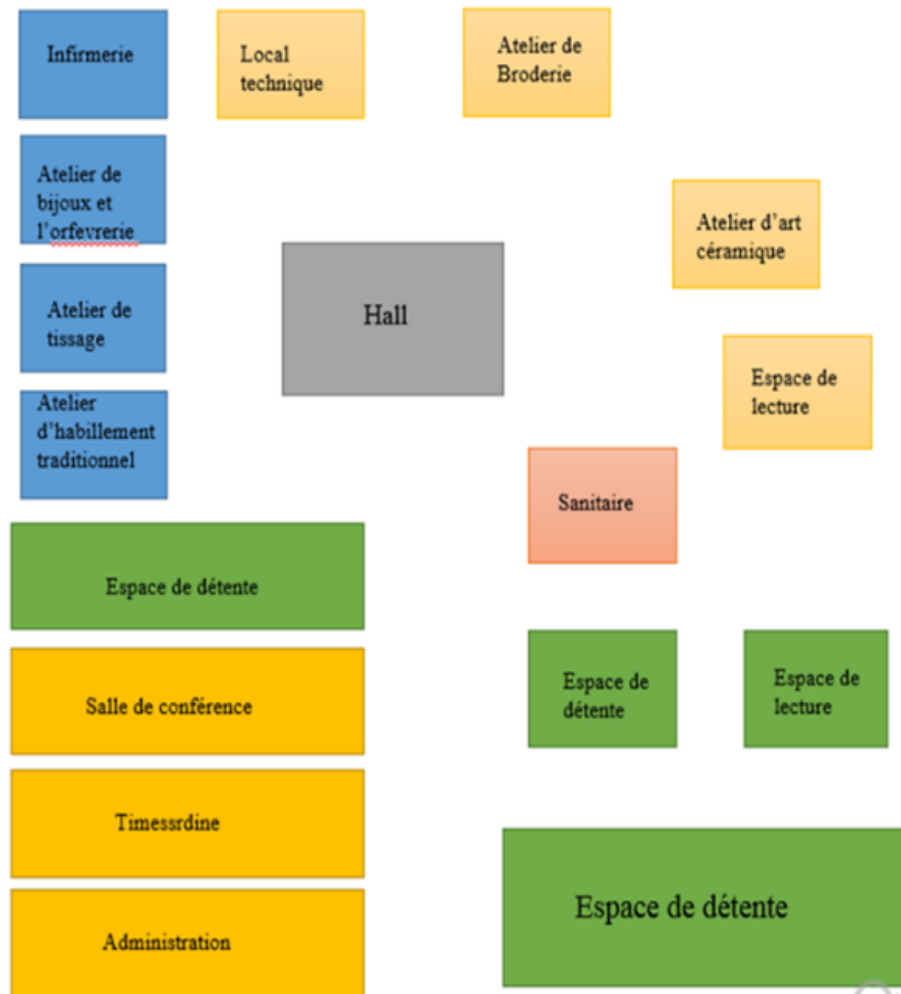 Infirmerie
Local
technique
Atelier de
Broderie
Atelier de
bijoux et
l'orfevrerie
Atelier d'art
céramique
Hall
Atelier de
tissage
Espace de
lecture
Atelier
d'habillement
traditionnel
Sanitaire
Espace de détente
Salle de conférence
Espace de
détente
Espace de
lecture
Timessrdine
Espace de détente
Administration